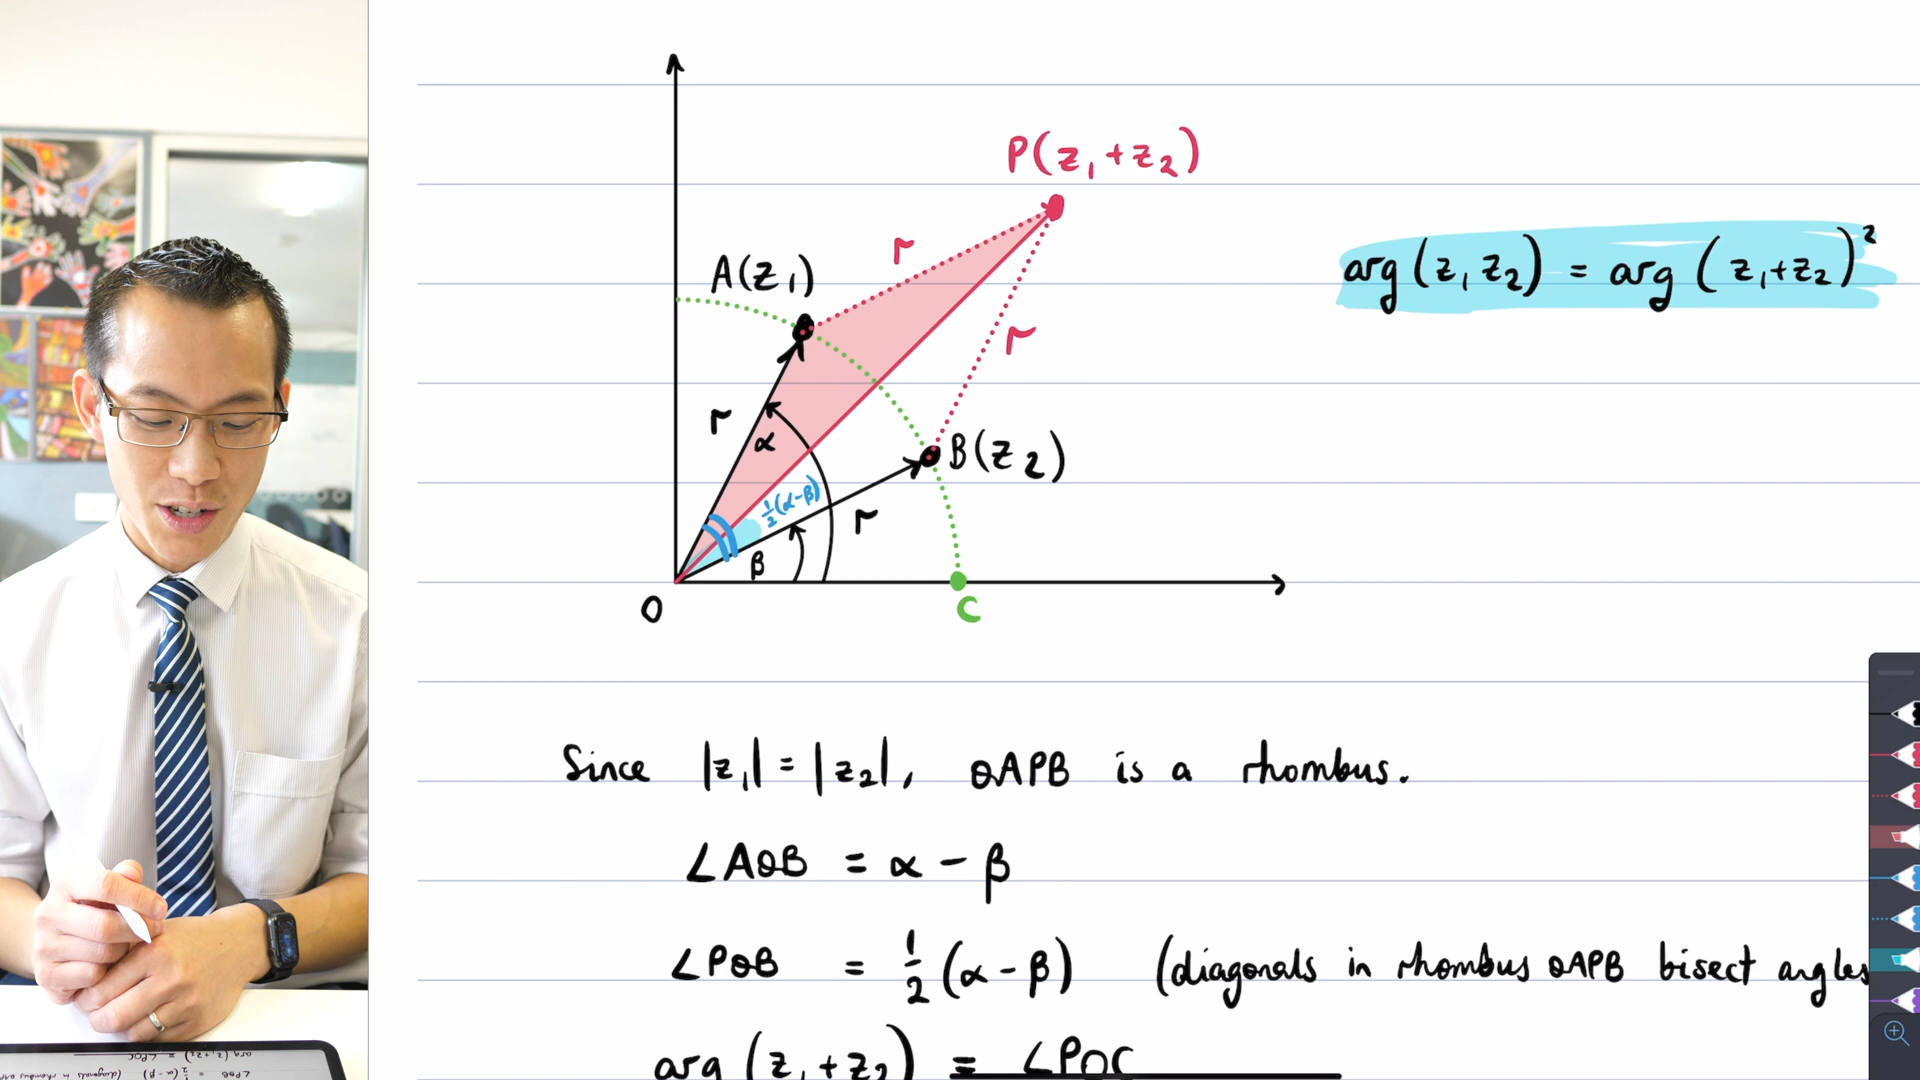 P(z₁+z₂)
r
A(z₁)
arg(z₁z₂) = arg(z₁+z₂)²
r
r
α
B(z₂)
½(α-β)
r
β
O
C
Since |z₁| = |z₂|, OAPB is a rhombus.
∠AOB = α - β
∠POB = ½(α - β) (diagonals in rhombus OAPB bisect angles
arg(z₁+z₂) = ∠POC